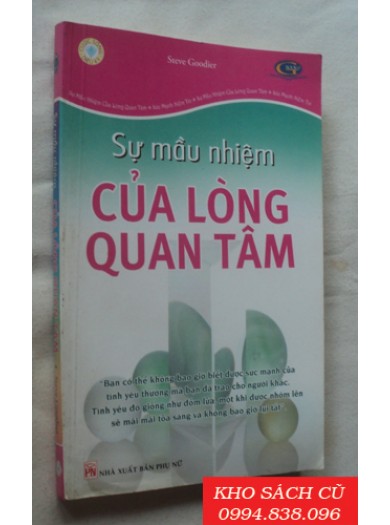 Steve Goodier
Sự mầu nhiệm
CỦA LÒNG
QUAN TÂM
"Bạn có thể không bao giờ biết được sức mạnh của
tình yêu thương mà bạn đã trao cho người khác.
Tình yêu đó giống như đốm lửa, một khi được nhóm lên
sẽ mãi mãi tỏa sáng và không bao giờ lụi tắt."
NHÀ XUẤT BẢN PHỤ NỮ
KHO SÁCH CŨ
0994.838.096